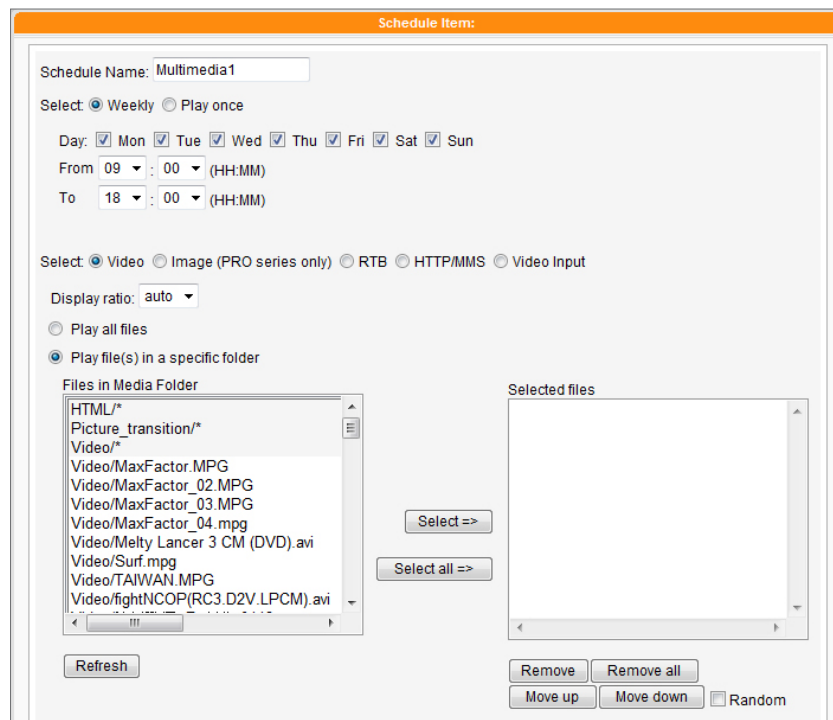 Schedule Item:
Schedule Name: Multimedia1
Select: Weekly Play once
Day: Mon Tue Wed Thu Fri Sat Sun
From 09 : 00 (HH:MM)
To 18 : 00 (HH:MM)
Select: Video Image (PRO series only) RTB HTTP/MMS Video Input
Display ratio: auto
Play all files
Play file(s) in a specific folder
Files in Media Folder
HTML/*
Picture_transition/*
Video/*
Video/MaxFactor.MPG
Video/MaxFactor_02.MPG
Video/MaxFactor_03.MPG
Video/MaxFactor_04.mpg
Video/Melty Lancer 3 CM (DVD).avi
Video/Surf.mpg
Video/TAIWAN.MPG
Video/fightNCOP(RC3.D2V.LPCM).avi
Refresh
Select =>
Select all =>
Selected files
Remove Remove all
Move up Move down Random